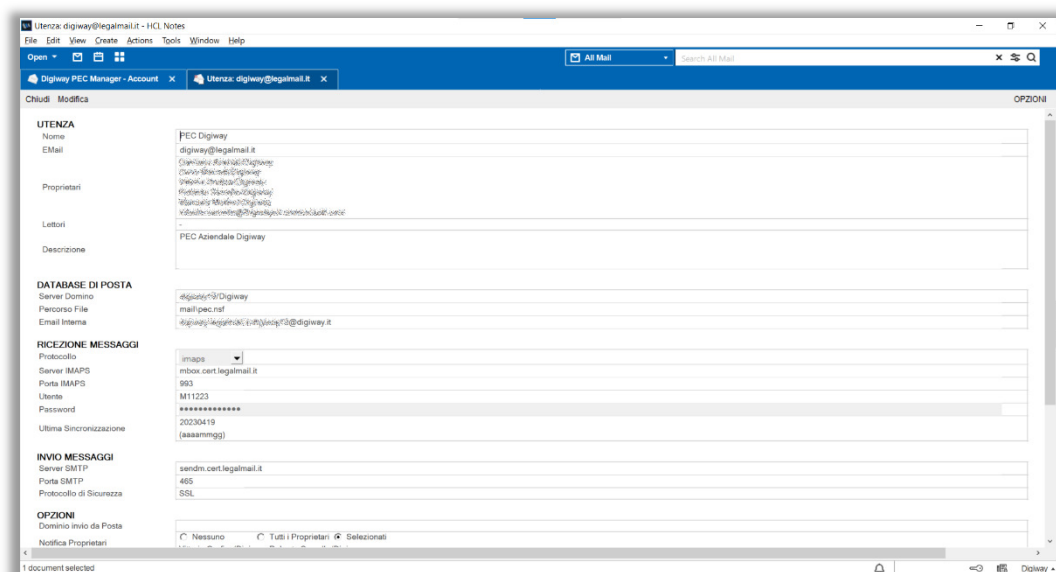 Utenza: digiway@legalmail.it - HCL Notes
File Edit View Create Actions Tools Window Help
Open All Mail Search All Mail
Digiway PEC Manager - Account X Utenza: digiway@legalmail.it X
Chiudi Modifica OPZIONI
UTENZA
Nome PEC Digiway
EMail digiway@legalmail.it
Proprietari
Lettori -
Descrizione PEC Aziendale Digiway
DATABASE DI POSTA
Server Domino /Digiway
Percorso File mail\pec.nsf
Email Interna @digiway.it
RICEZIONE MESSAGGI
Protocollo imaps
Server IMAPS mbox.cert.legalmail.it
Porta IMAPS 993
Utente M11223
Password •••••••••••••
Ultima Sincronizzazione 20230419
(aaaammgg)
INVIO MESSAGGI
Server SMTP sendm.cert.legalmail.it
Porta SMTP 465
Protocollo di Sicurezza SSL
OPZIONI
Dominio invio da Posta
Notifica Proprietari Nessuno Tutti i Proprietari Selezionati
1 document selected Digiway